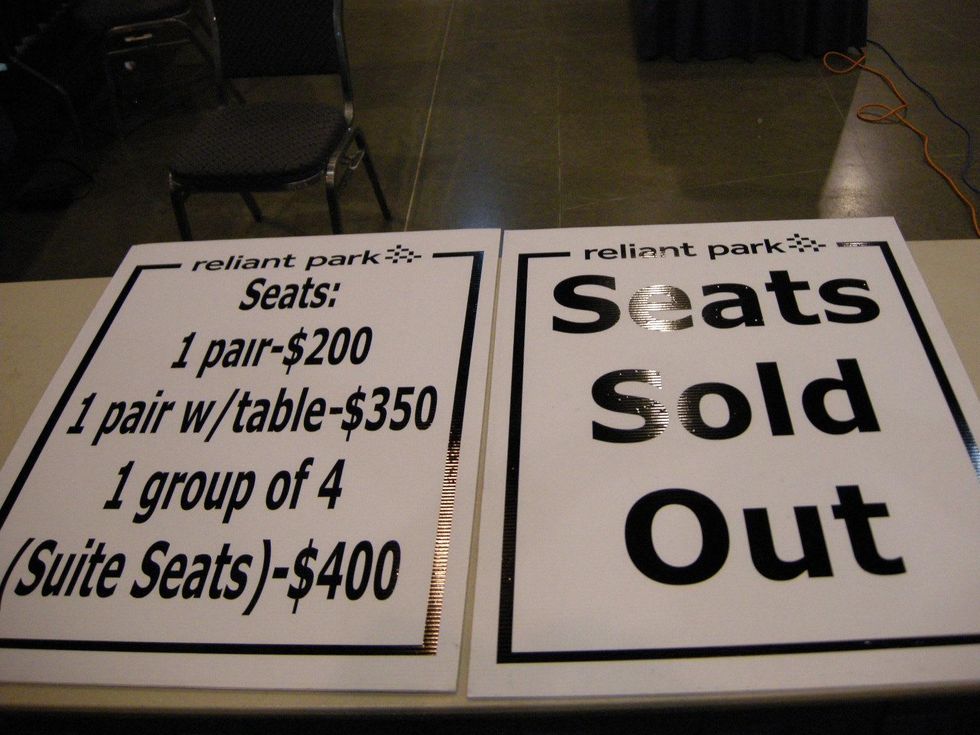 reliant park
Seats:
1 pair-$200
1 pair w/table-$350
1 group of 4
(Suite Seats)-$400
reliant park
Seats
Sold
Out